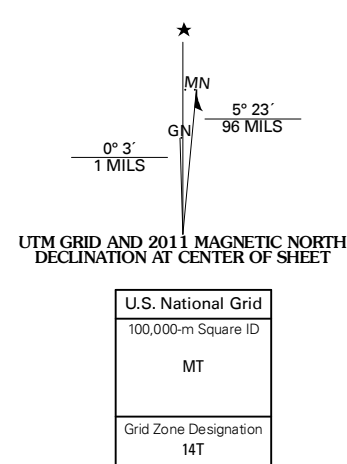 MN
5° 23´
96 MILS
GN
0° 3´
1 MILS
UTM GRID AND 2011 MAGNETIC NORTH
DECLINATION AT CENTER OF SHEET
U.S. National Grid
100,000-m Square ID
MT
Grid Zone Designation
14T